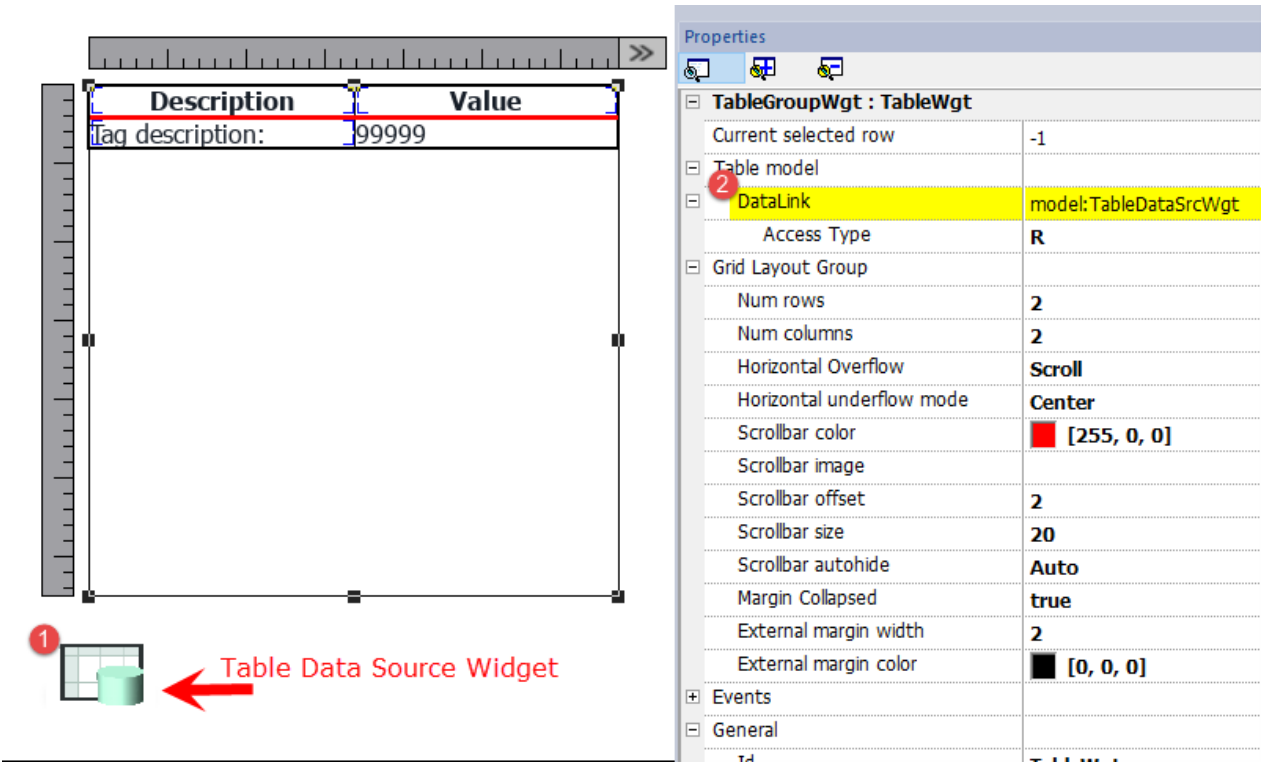 Properties
Description Value
Tag description: 99999
TableGroupWgt : TableWgt
Current selected row -1
Table model
2
DataLink model:TableDataSrcWgt
Access Type R
Grid Layout Group
Num rows 2
Num columns 2
Horizontal Overflow Scroll
Horizontal underflow mode Center
Scrollbar color [255, 0, 0]
Scrollbar image
Scrollbar offset 2
Scrollbar size 20
Scrollbar autohide Auto
Margin Collapsed true
External margin width 2
External margin color [0, 0, 0]
Events
General
1
Table Data Source Widget